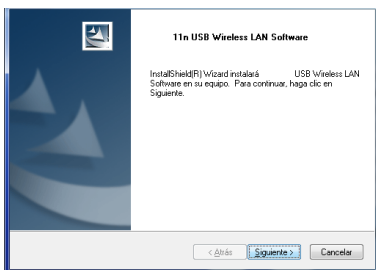 11n USB Wireless LAN Software
InstallShield(R) Wizard instalará USB Wireless LAN
Software en su equipo. Para continuar, haga clic en
Siguiente.
< Atrás
Siguiente >
Cancelar